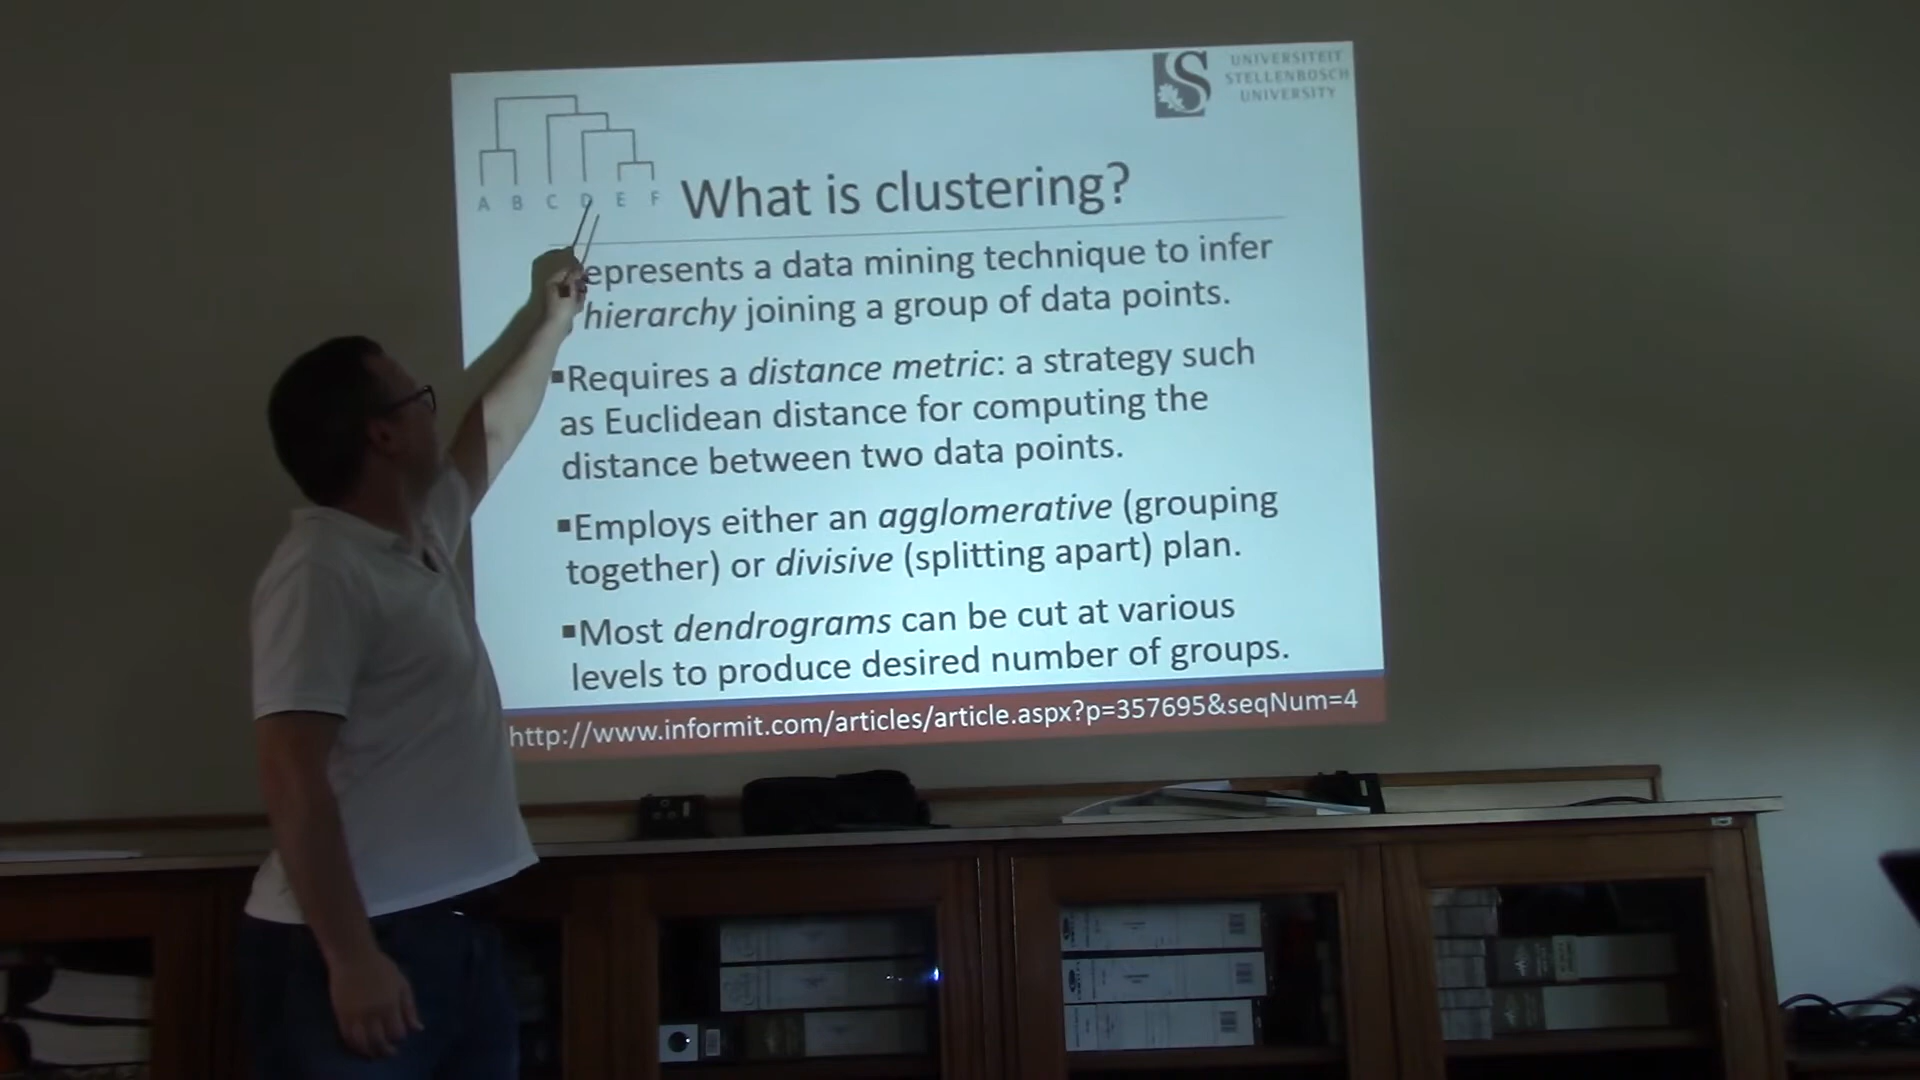 UNIVERSITEIT
STELLENBOSCH
UNIVERSITY
A B C D E F
What is clustering?
epresents a data mining technique to infer
hierarchy joining a group of data points.
▪Requires a distance metric: a strategy such
as Euclidean distance for computing the
distance between two data points.
▪Employs either an agglomerative (grouping
together) or divisive (splitting apart) plan.
▪Most dendrograms can be cut at various
levels to produce desired number of groups.
http://www.informit.com/articles/article.aspx?p=357695&seqNum=4